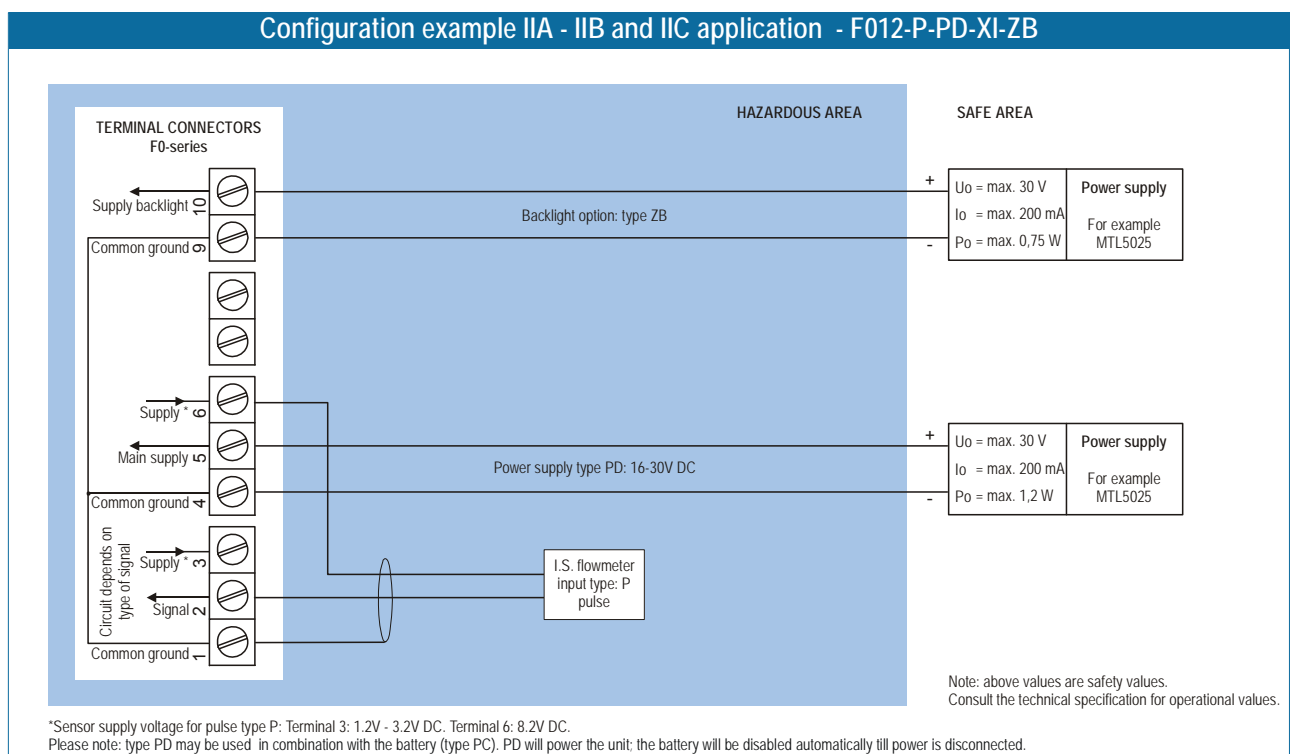 Configuration example IIA - IIB and IIC application - F012-P-PD-XI-ZB
HAZARDOUS AREA
SAFE AREA
TERMINAL CONNECTORS
F0-series
Supply backlight 10
Common ground 9
Backlight option: type ZB
+
-
Uo = max. 30 V
Io = max. 200 mA
Po = max. 0,75 W
Power supply
For example
MTL5025
Supply * 6
Main supply 5
Common ground 4
Power supply type PD: 16-30V DC
+
-
Uo = max. 30 V
Io = max. 200 mA
Po = max. 1,2 W
Power supply
For example
MTL5025
Circuit depends on
type of signal
Supply * 3
Signal 2
Common ground 1
I.S. flowmeter
input type: P
pulse
Note: above values are safety values.
Consult the technical specification for operational values.
*Sensor supply voltage for pulse type P: Terminal 3: 1.2V - 3.2V DC. Terminal 6: 8.2V DC.
Please note: type PD may be used in combination with the battery (type PC). PD will power the unit; the battery will be disabled automatically till power is disconnected.